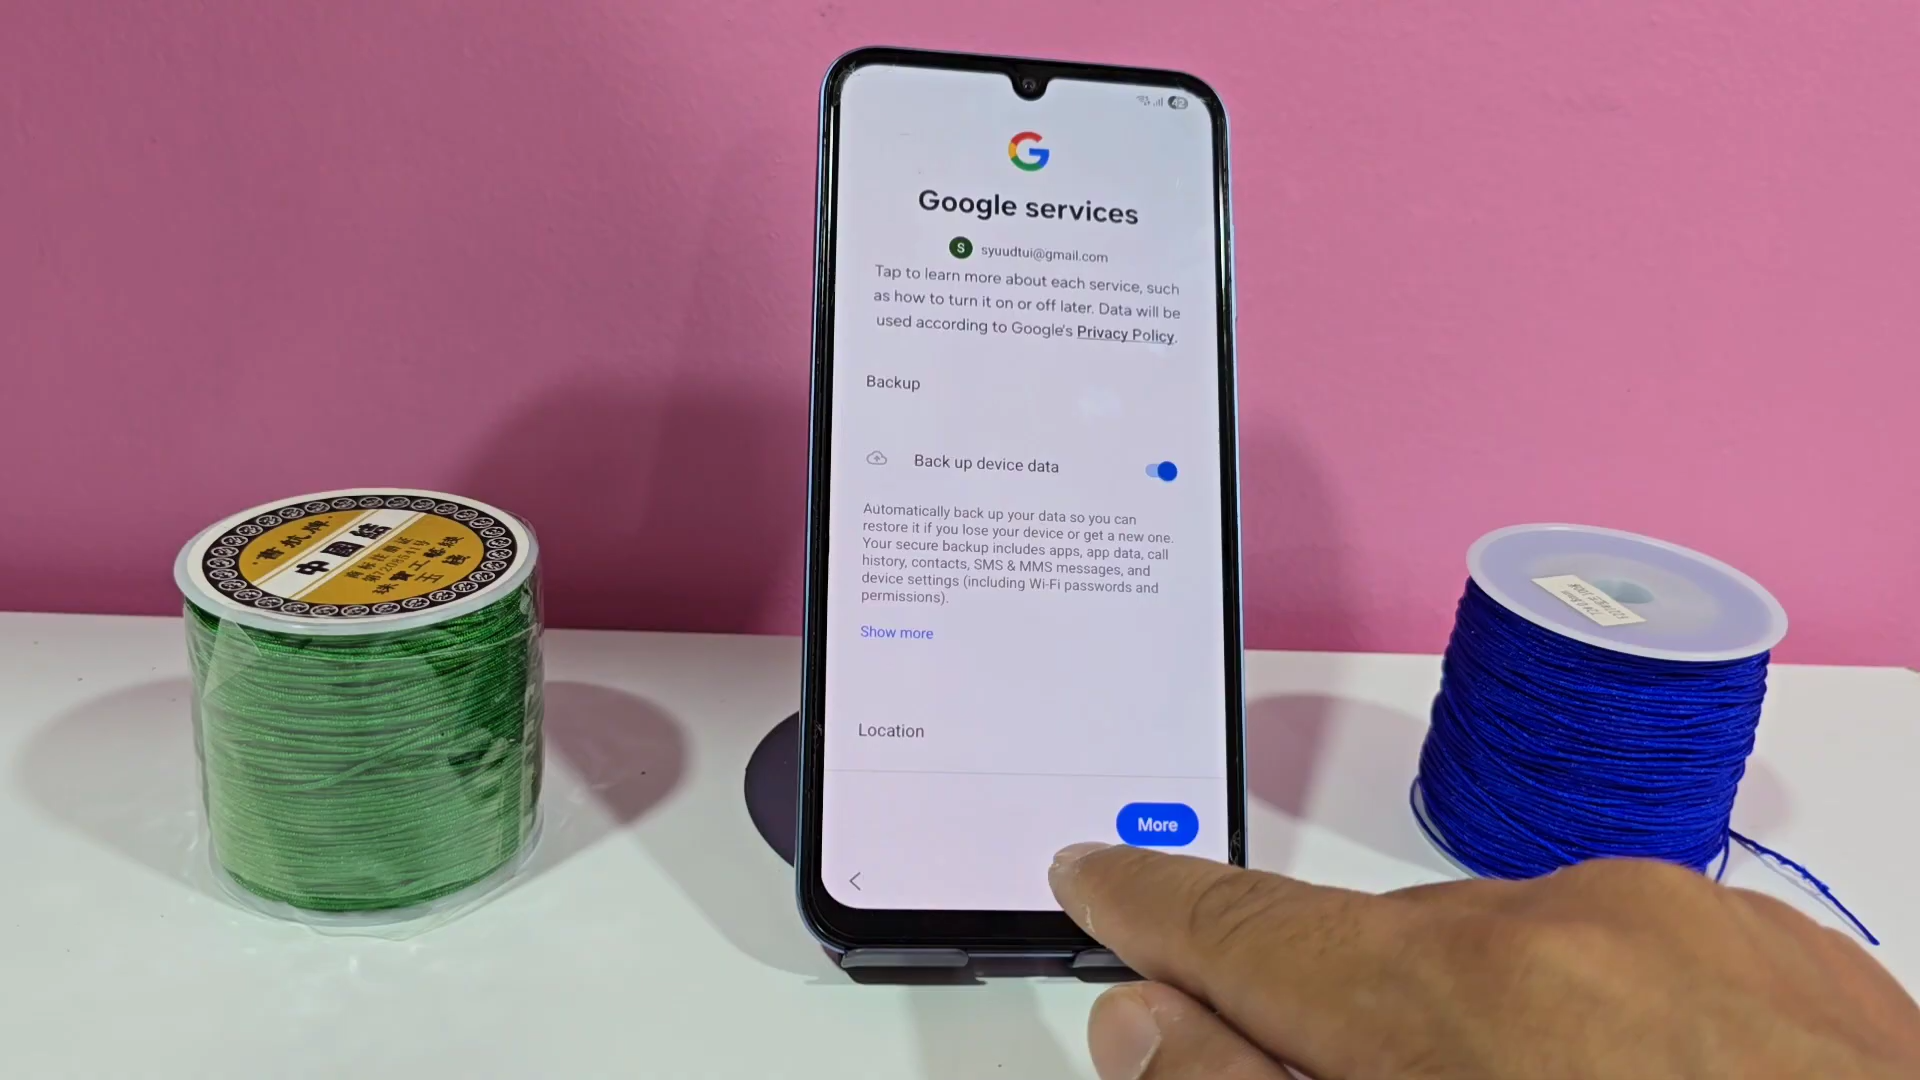 42
Google services
S syuudtui@gmail.com
Tap to learn more about each service, such
as how to turn it on or off later. Data will be
used according to Google's Privacy Policy.
Backup
Back up device data
Automatically back up your data so you can
restore it if you lose your device or get a new one.
Your secure backup includes apps, app data, call
history, contacts, SMS & MMS messages, and
device settings (including Wi-Fi passwords and
permissions).
Show more
Location
More
中國結